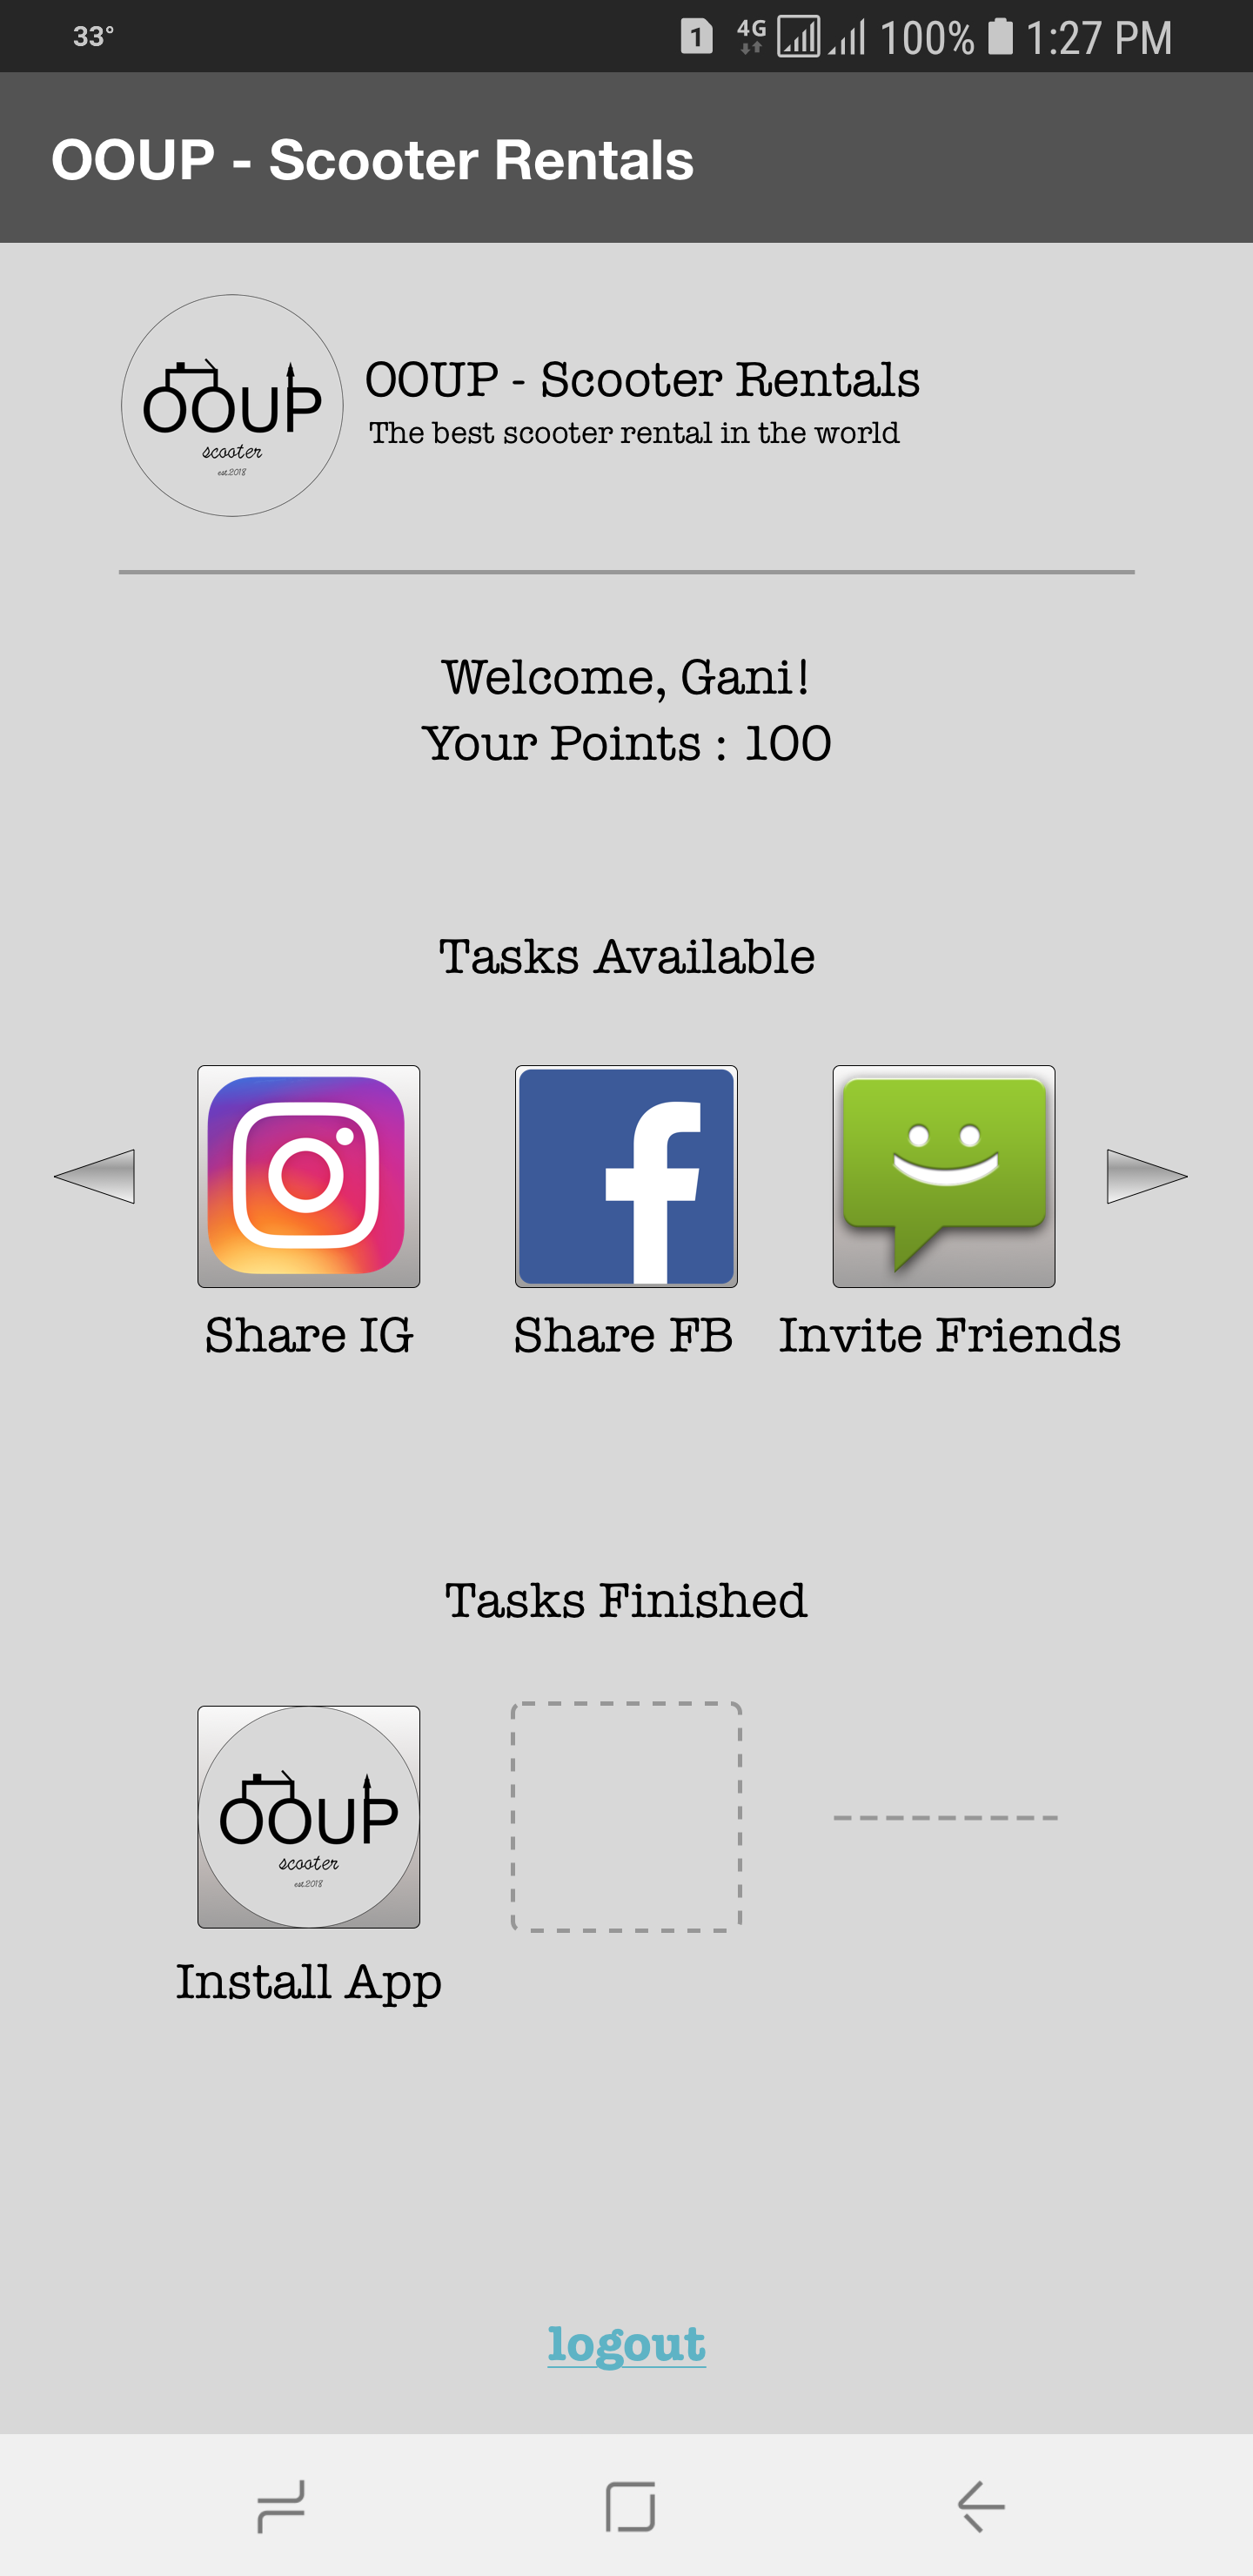 33°
1 4G 100% 1:27 PM
OOUP - Scooter Rentals
OOUP
scooter
est.2018
OOUP - Scooter Rentals
The best scooter rental in the world
Welcome, Gani!
Your Points : 100
Tasks Available
Share IG
Share FB
Invite Friends
Tasks Finished
OOUP
scooter
est.2018
Install App
logout